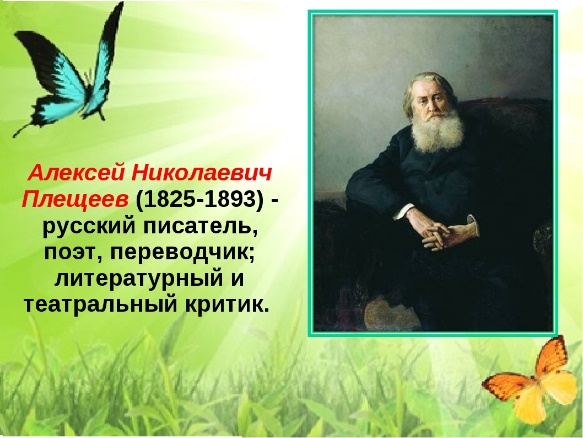 Алексей Николаевич
Плещеев (1825-1893) -
русский писатель,
поэт, переводчик;
литературный и
театральный критик.